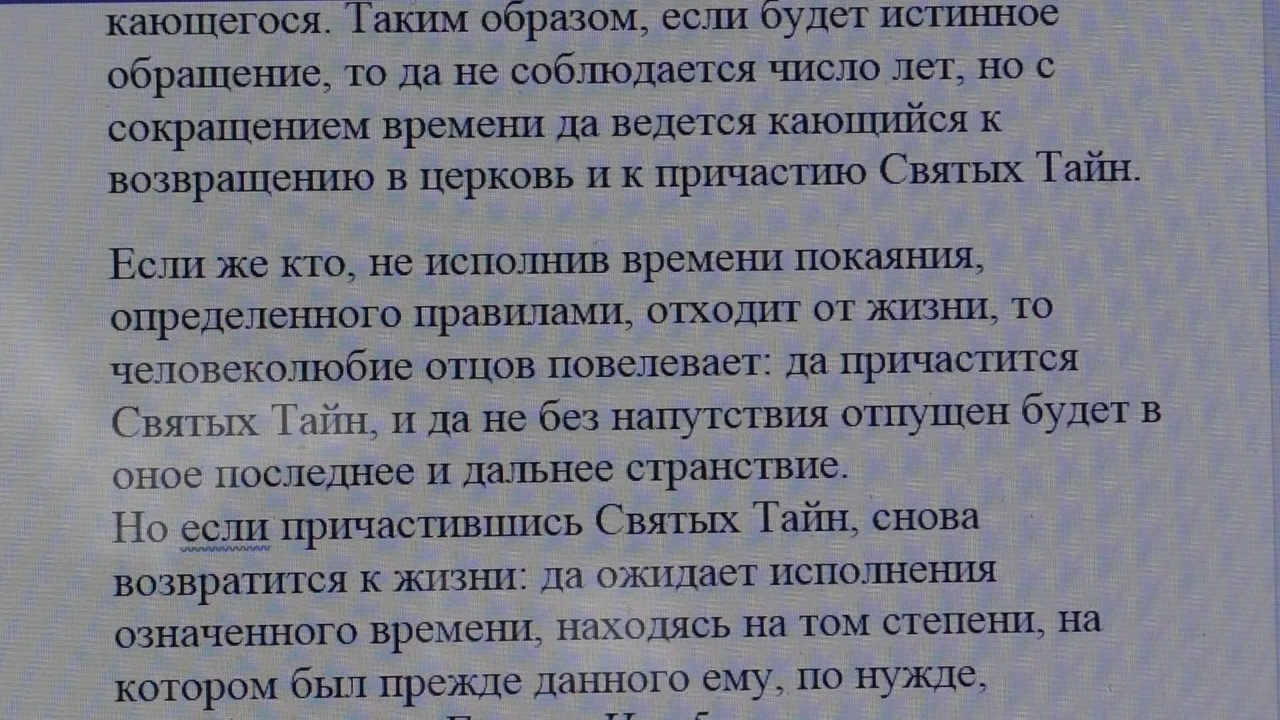 кающегося. Таким образом, если будет истинное
обращение, то да не соблюдается число лет, но с
сокращением времени да ведется кающийся к
возвращению в церковь и к причастию Святых Тайн.
Если же кто, не исполнив времени покаяния,
определенного правилами, отходит от жизни, то
человеколюбие отцов повелевает: да причастится
Святых Тайн, и да не без напутствия отпущен будет в
оное последнее и дальнее странствие.
Но если причастившись Святых Тайн, снова
возвратится к жизни: да ожидает исполнения
означенного времени, находясь на том степени, на
котором был прежде данного ему, по нужде,